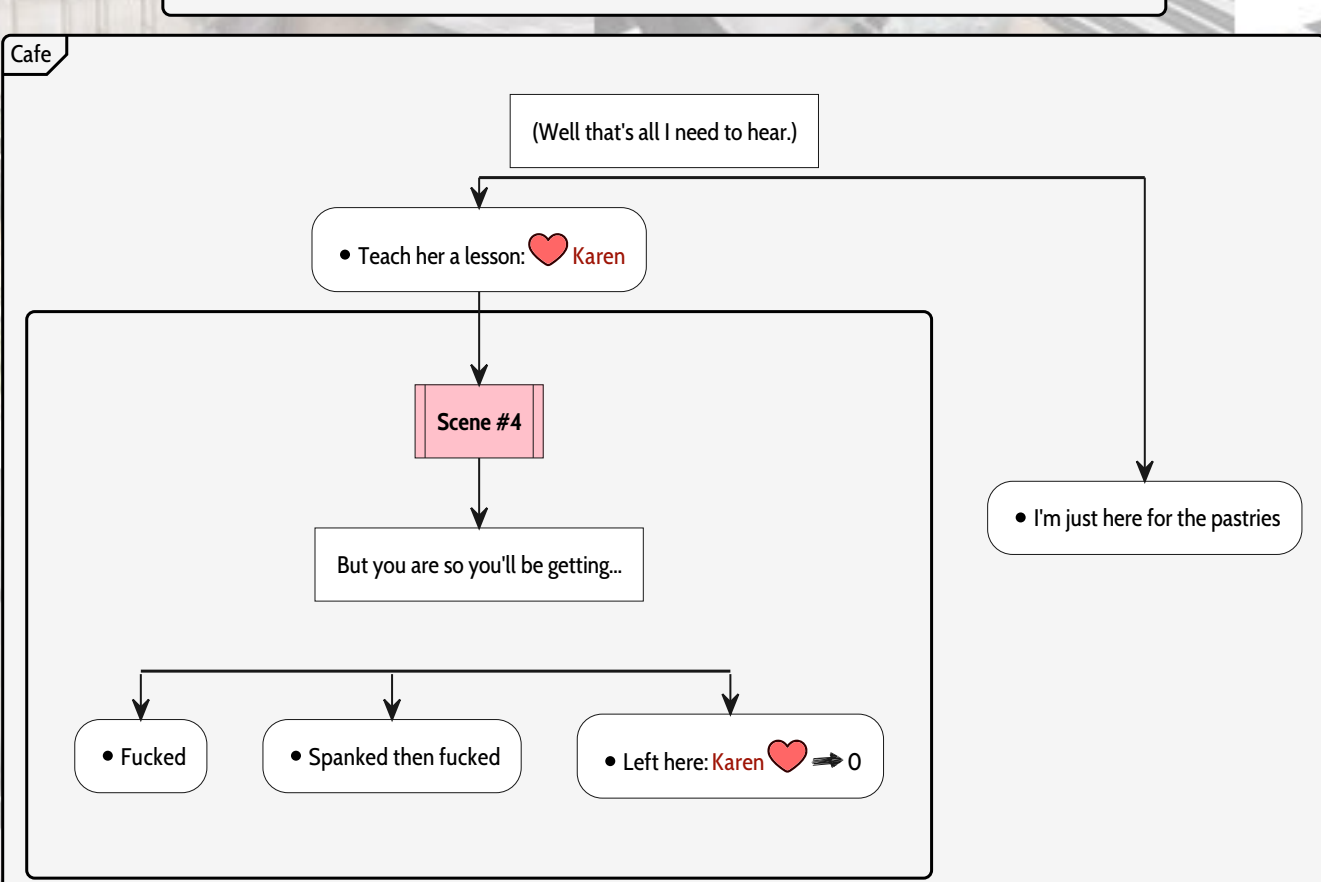 Cafe
(Well that's all I need to hear.)
• Teach her a lesson: Karen
Scene #4
• I'm just here for the pastries
But you are so you'll be getting...
• Fucked
• Spanked then fucked
• Left here: Karen → 0